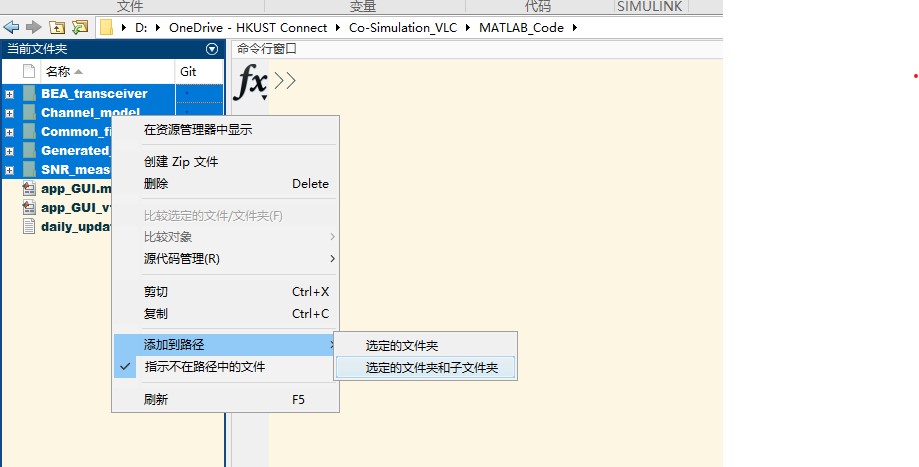 文件 变量 代码 SIMULINK
D: OneDrive - HKUST Connect Co-Simulation_VLC MATLAB_Code
当前文件夹
命令行窗口
名称 Git
fx >>
BEA_transceiver
Channel_model
Common_fi
Generated_
SNR_meas
app_GUI.m
app_GUI_v
daily_upda
在资源管理器中显示
创建 Zip 文件
删除 Delete
比较选定的文件/文件夹(F)
比较对象
源代码管理(R)
剪切 Ctrl+X
复制 Ctrl+C
添加到路径
指示不在路径中的文件
刷新 F5
选定的文件夹
选定的文件夹和子文件夹